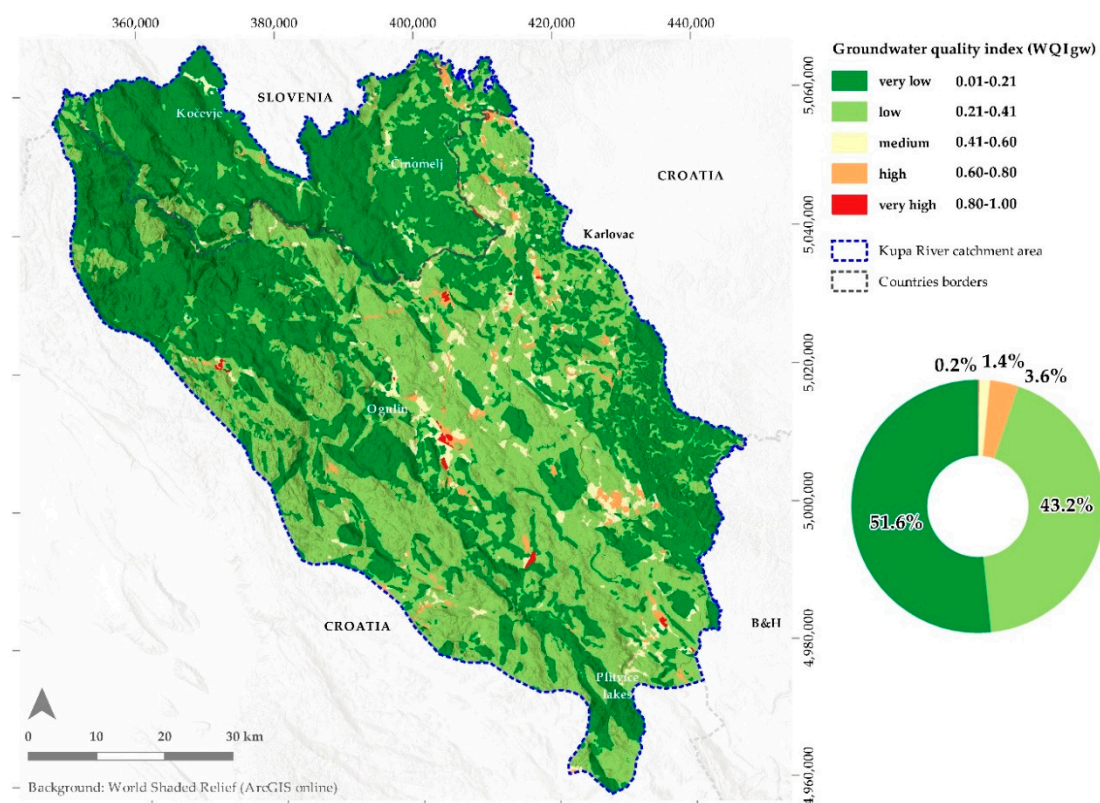 360,000
380,000
400,000
420,000
440,000
Groundwater quality index (WQIgw)
very low 0.01-0.21
low 0.21-0.41
medium 0.41-0.60
high 0.60-0.80
very high 0.80-1.00
Kupa River catchment area
Countries borders
5,060,000
5,040,000
5,020,000
5,000,000
4,980,000
4,960,000
SLOVENIA
Kočevje
Črnomelj
CROATIA
Karlovac
Ogulin
CROATIA
B&H
Plitvice
lakes
0.2%
1.4%
3.6%
43.2%
51.6%
0 10 20 30 km
Background: World Shaded Relief (ArcGIS online)